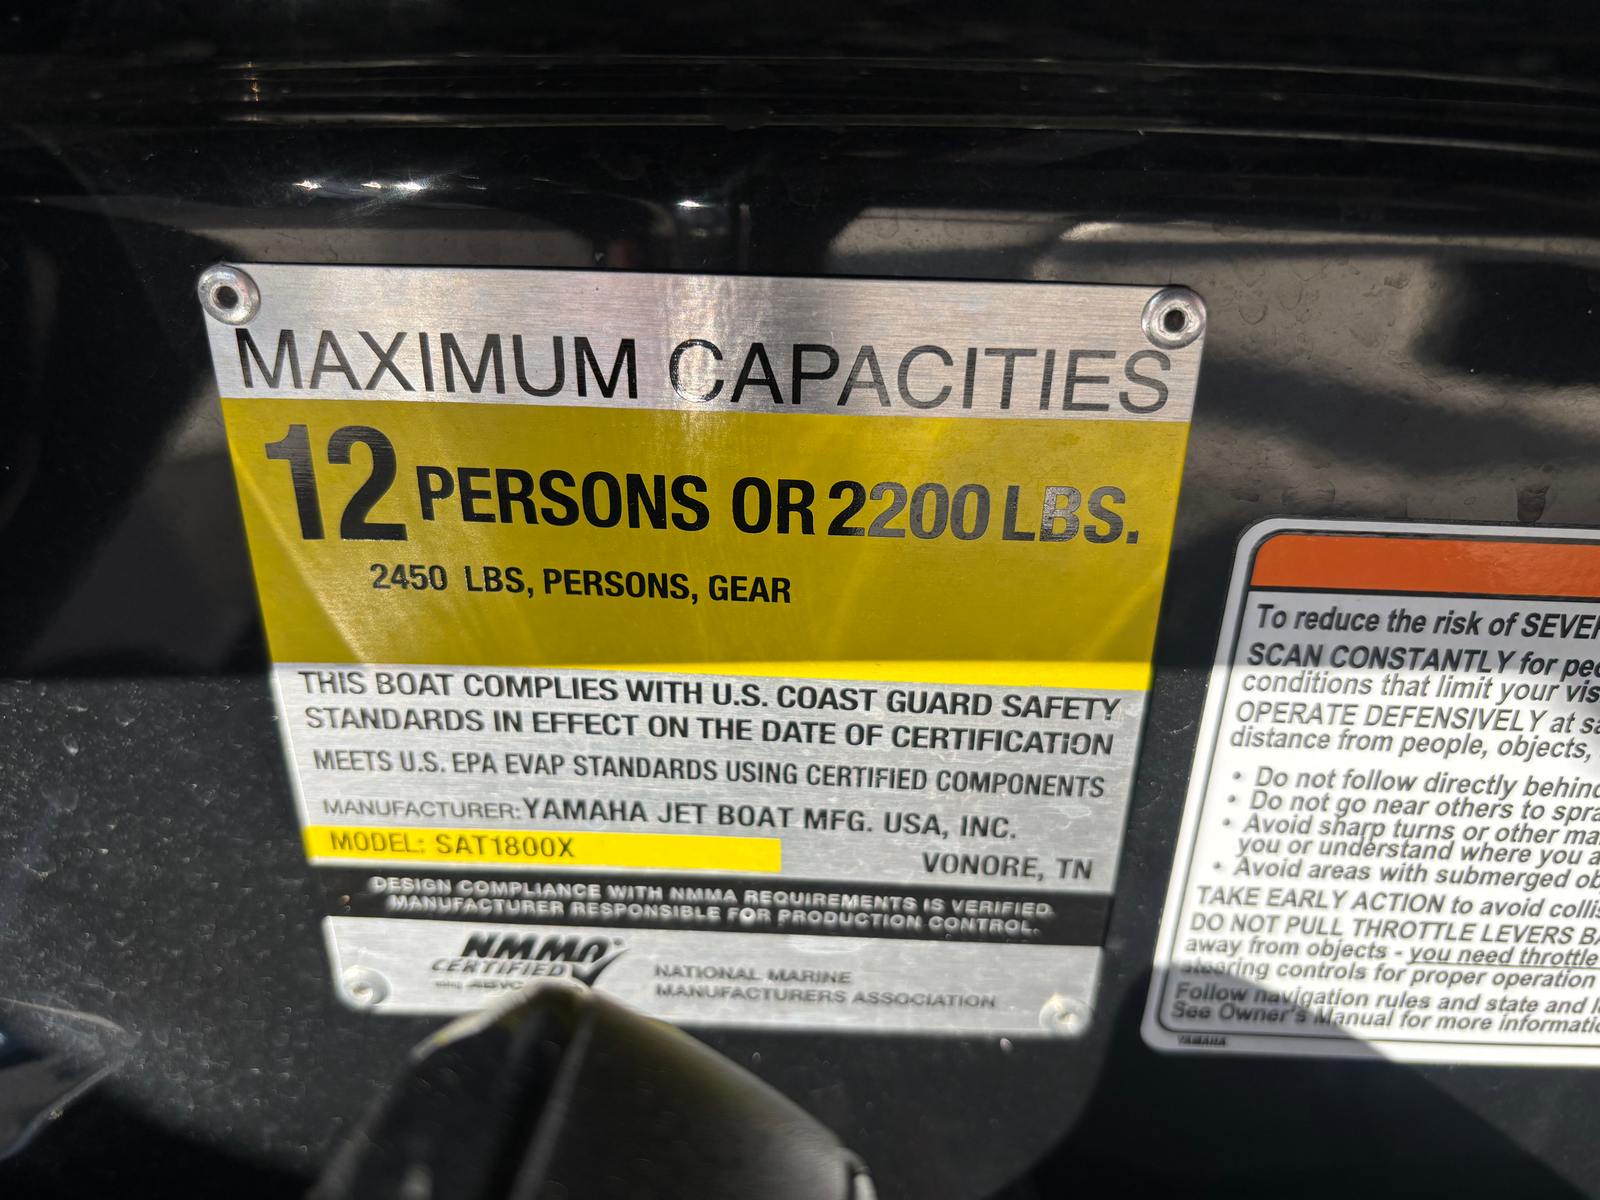 MAXIMUM CAPACITIES
12 PERSONS OR 2200 LBS.
2450 LBS, PERSONS, GEAR
THIS BOAT COMPLIES WITH U.S. COAST GUARD SAFETY
STANDARDS IN EFFECT ON THE DATE OF CERTIFICATION
MEETS U.S. EPA EVAP STANDARDS USING CERTIFIED COMPONENTS
MANUFACTURER: YAMAHA JET BOAT MFG. USA, INC.
MODEL: SAT1800X
VONORE, TN
DESIGN COMPLIANCE WITH NMMA REQUIREMENTS IS VERIFIED.
MANUFACTURER RESPONSIBLE FOR PRODUCTION CONTROL.
NMMA
CERTIFIED
NATIONAL MARINE
MANUFACTURERS ASSOCIATION
To reduce the risk of
SCAN CONSTANTLY for
conditions that limit your
OPERATE DEFENSIVELY at
distance from people, objects,
• Do not follow directly
• Do not go near others to
• Avoid sharp turns or other
you or understand where you
• Avoid areas with submerged
TAKE EARLY ACTION to avoid
DO NOT PULL THROTTLE LEVERS
away from objects - you need throttle
steering controls for proper operation
Follow navigation rules and state and
See Owner's Manual for more
YAMAHA